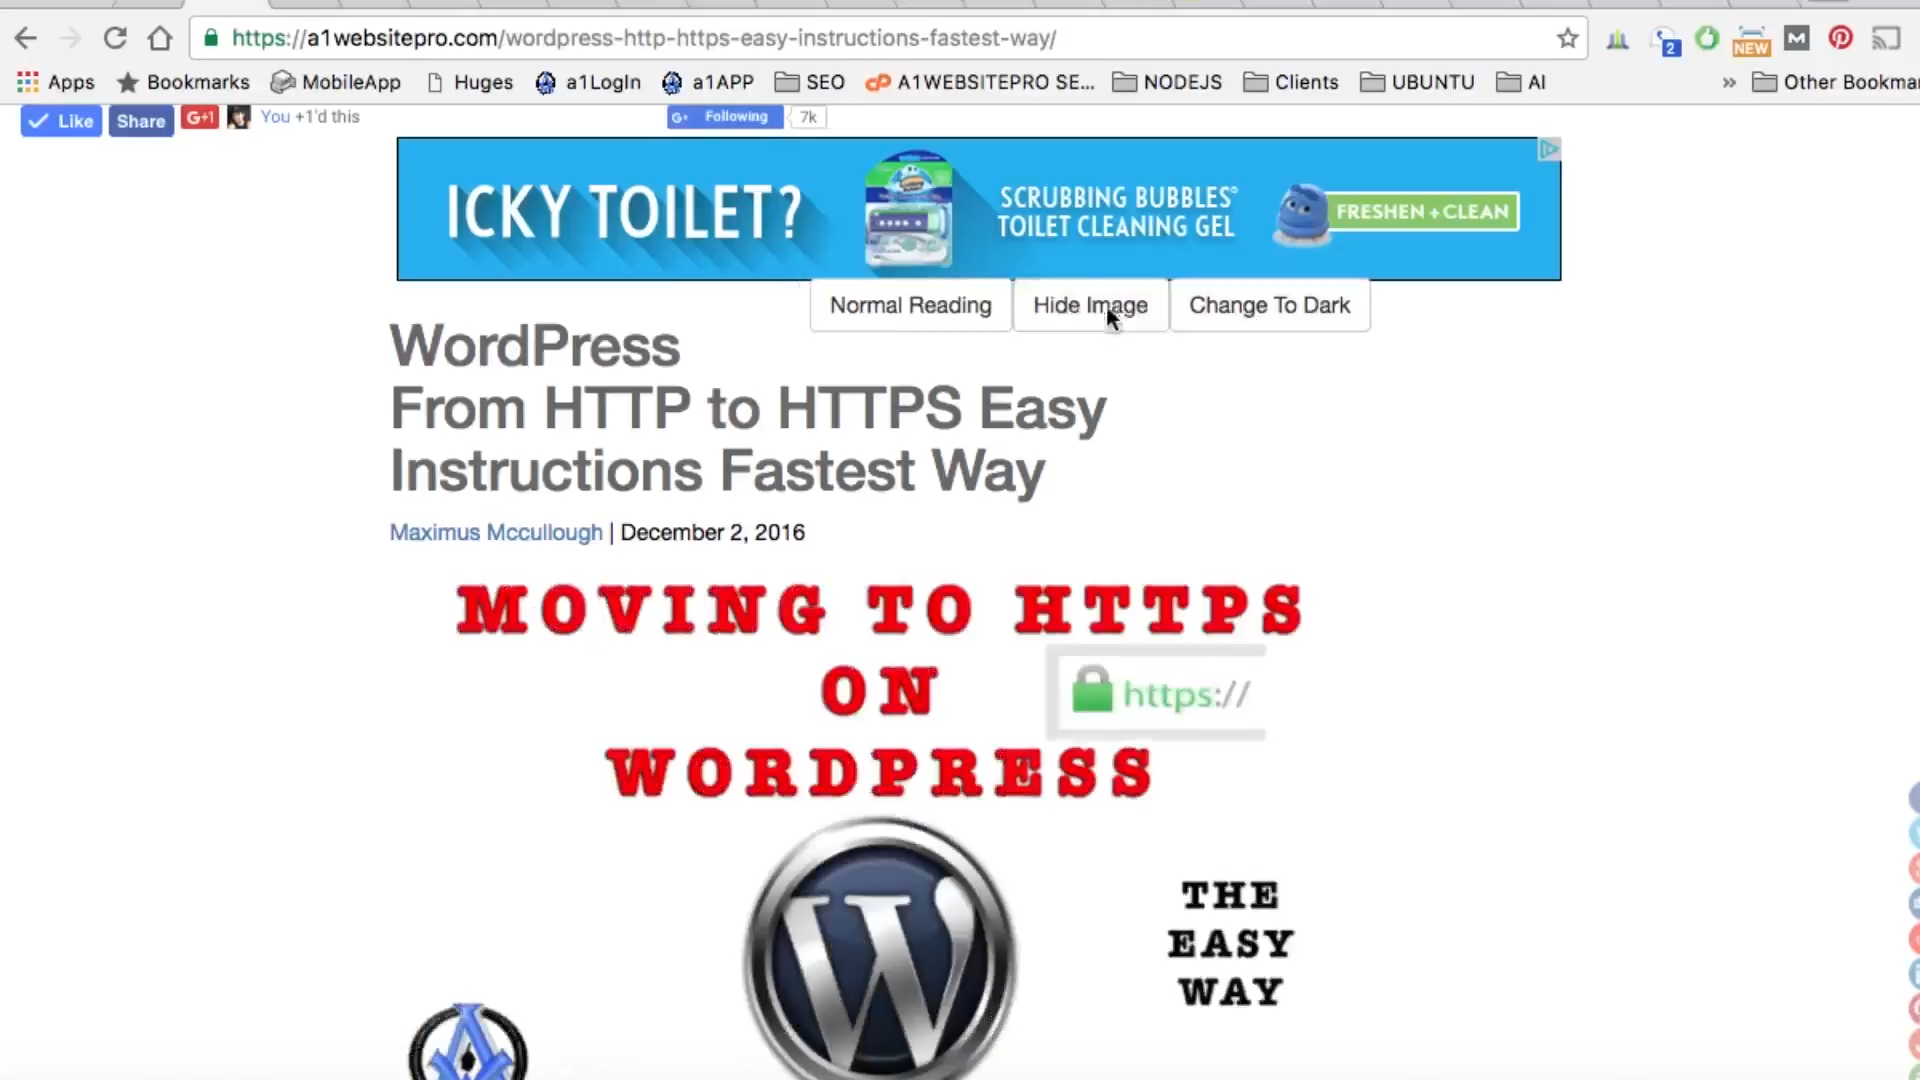 https://a1websitepro.com/wordpress-http-https-easy-instructions-fastest-way/
2
NEW
M
Apps
Bookmarks
MobileApp
Huges
a1LogIn
a1APP
SEO
cP A1WEBSITEPRO SE...
NODEJS
Clients
UBUNTU
AI
»
Other Bookma
Like
Share
G+1
You +1'd this
G+ Following
7k
ICKY TOILET?
SCRUBBING BUBBLES®
TOILET CLEANING GEL
FRESHEN + CLEAN
Normal Reading
Hide Image
Change To Dark
WordPress
From HTTP to HTTPS Easy
Instructions Fastest Way
Maximus Mccullough | December 2, 2016
MOVING TO HTTPS
ON
https://
WORDPRESS
W
THE
EASY
WAY